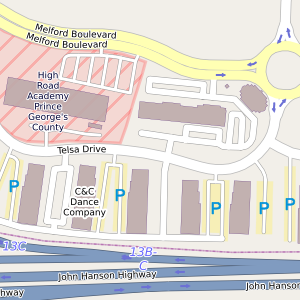 Melford Boulevard
Melford Boulevard
High
Road
Academy
Prince
George's
County
Telsa Drive
P
P
C&C
Dance
Company
P
P
P
13C
13B-
C
John Hanson Highway
John Hanson
hway